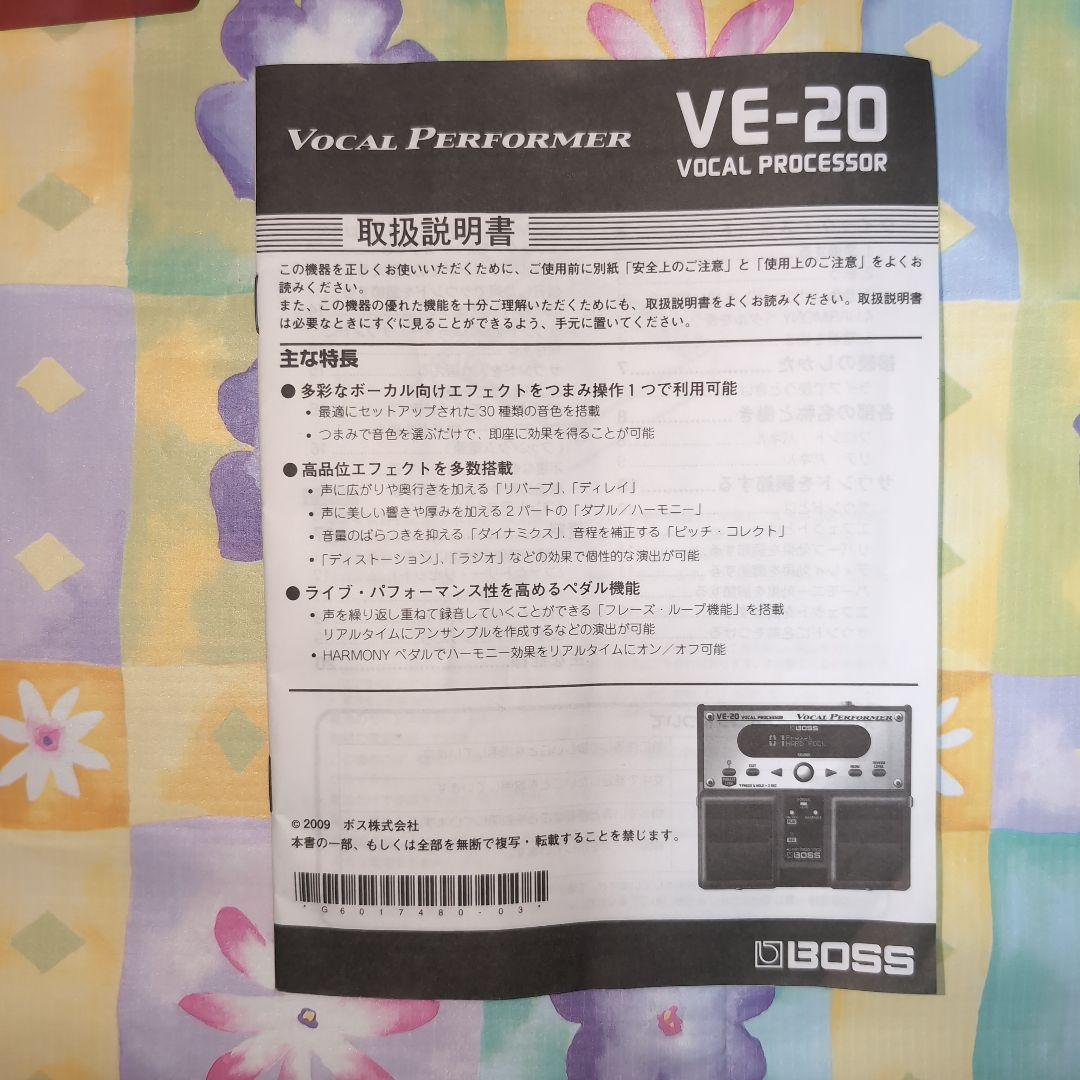 VOCAL PERFORMER
VE-20
VOCAL PROCESSOR
取扱説明書
この機器を正しくお使いいただくために、ご使用前に別紙「安全上のご注意」と「使用上のご注意」をよくお
読みください。
また、この機器の優れた機能を十分ご理解いただくためにも、取扱説明書をよくお読みください。取扱説明書
は必要なときにすぐに見ることができるよう、手元に置いてください。
主な特長
● 多彩なボーカル向けエフェクトをつまみ操作1つで利用可能
• 最適にセットアップされた 30 種類の音色を搭載
• つまみで音色を選ぶだけで、即座に効果を得ることが可能
● 高品位エフェクトを多数搭載
• 声に広がりや奥行きを加える「リバーブ」、「ディレイ」
• 声に美しい響きや厚みを加える 2 パートの「ダブル／ハーモニー」
• 音量のばらつきを抑える「ダイナミクス」、音程を補正する「ピッチ・コレクト」
• 「ディストーション」、「ラジオ」などの効果で個性的な演出が可能
● ライブ・パフォーマンス性を高めるペダル機能
• 声を繰り返し重ねて録音していくことができる「フレーズ・ループ機能」を搭載
リアルタイムにアンサンブルを作成するなどの演出が可能
• HARMONY ペダルでハーモニー効果をリアルタイムにオン／オフ可能
VE-20 VOCAL PROCESSOR VOCAL PERFORMER
BOSS
HARD ROCK
BOSS
© 2009 ボス株式会社
本書の一部、もしくは全部を無断で複写・転載することを禁じます。
* G 6 0 1 7 4 8 0 - 0 3 *
BOSS